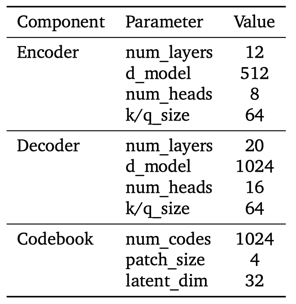 Component Parameter Value
Encoder num_layers 12
d_model 512
num_heads 8
k/q_size 64
Decoder num_layers 20
d_model 1024
num_heads 16
k/q_size 64
Codebook num_codes 1024
patch_size 4
latent_dim 32